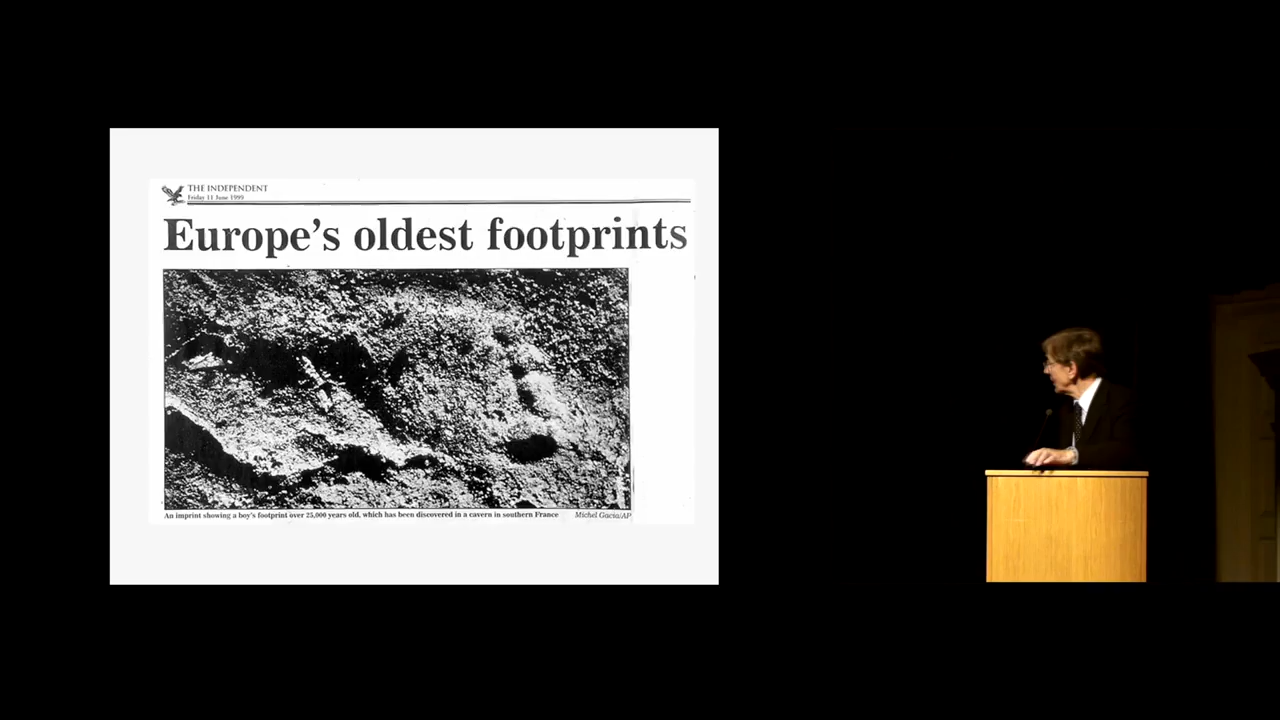 THE INDEPENDENT
Friday 11 June 1999
Europe's oldest footprints
An imprint showing a boy's footprint over 25,000 years old, which has been discovered in a cavern in southern France
Michel Gacia/AP